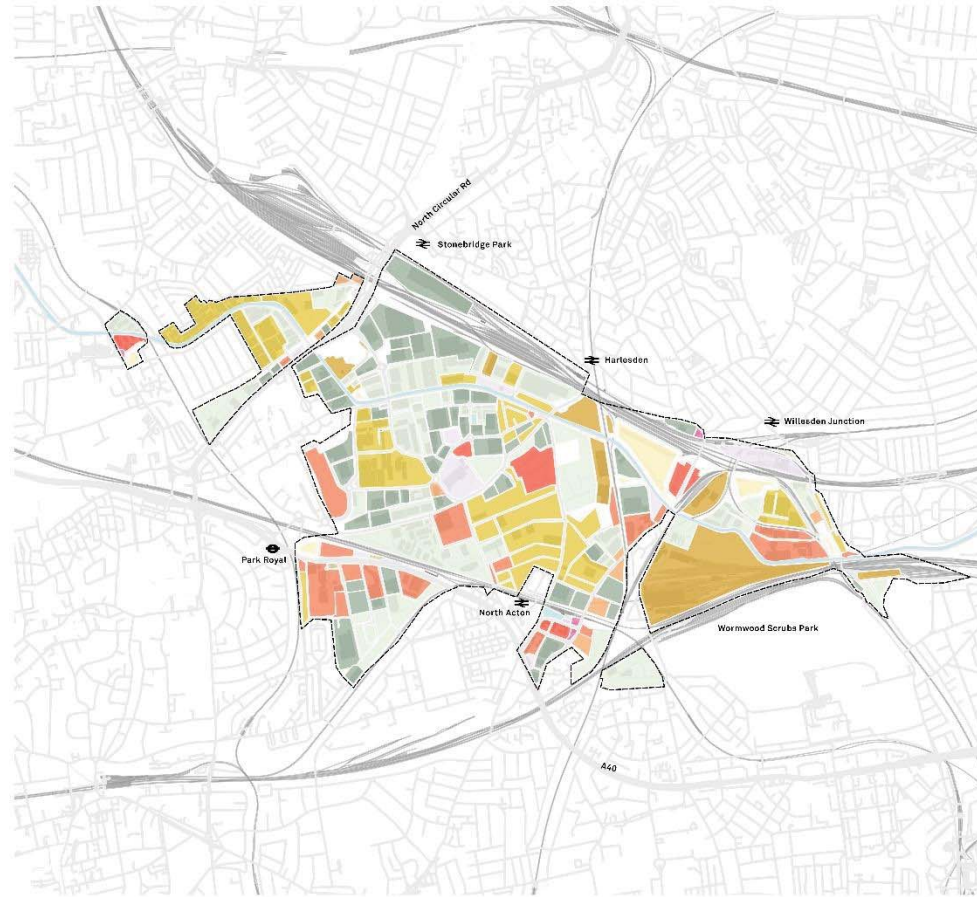 North Circular Rd
Stonebridge Park
Harlesden
Willesden Junction
Park Royal
North Acton
Wormwood Scrubs Park
A40